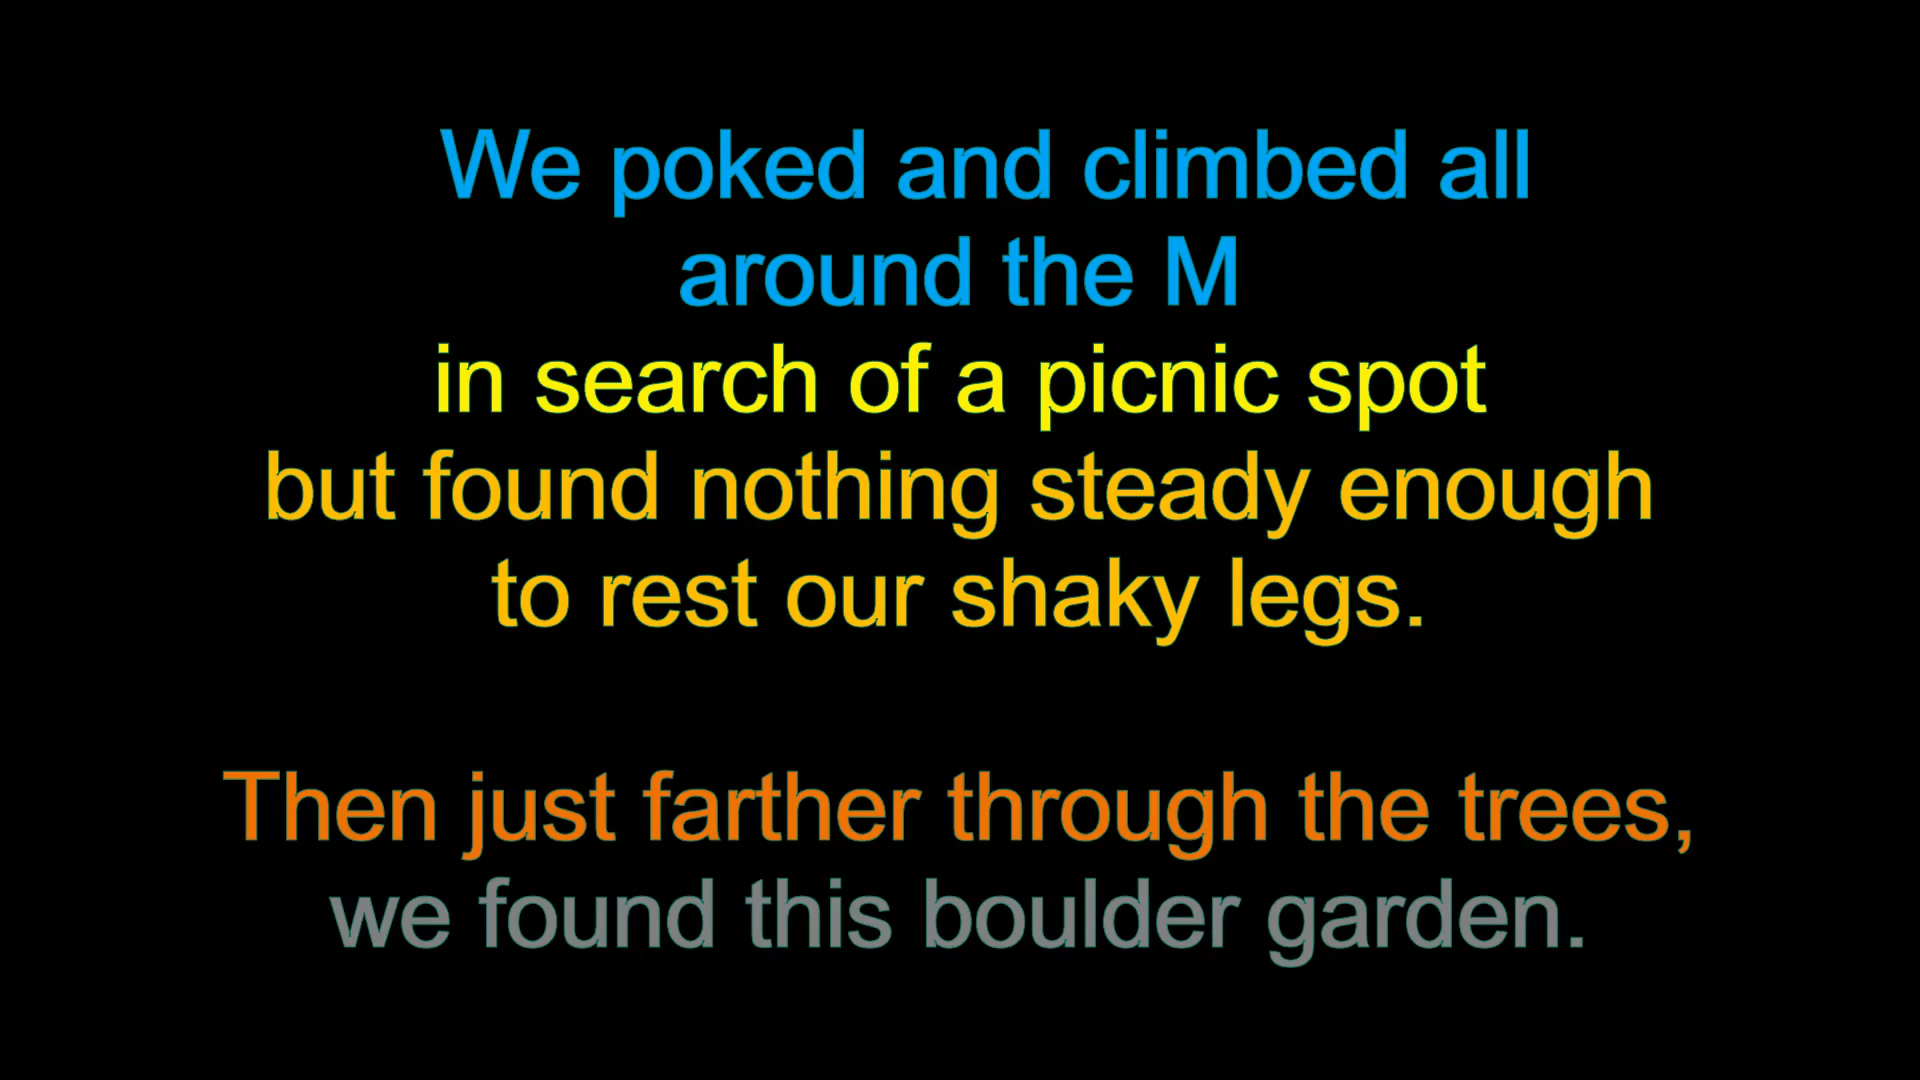 We poked and climbed all
around the M
in search of a picnic spot
but found nothing steady enough
to rest our shaky legs.
Then just farther through the trees,
we found this boulder garden.